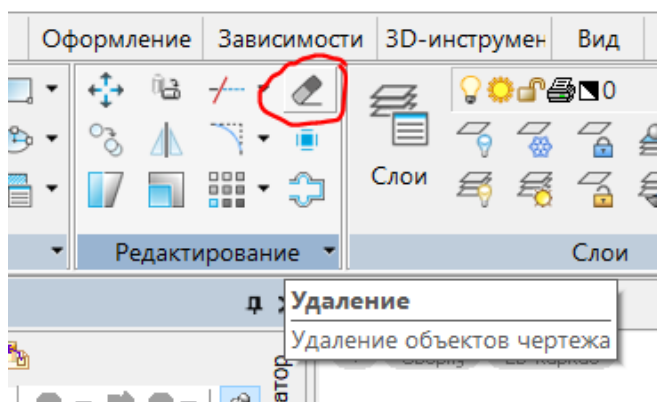 Оформление Зависимости 3D-инструмен Вид
0
Слои
Редактирование Слои
Удаление
Удаление объектов чертежа